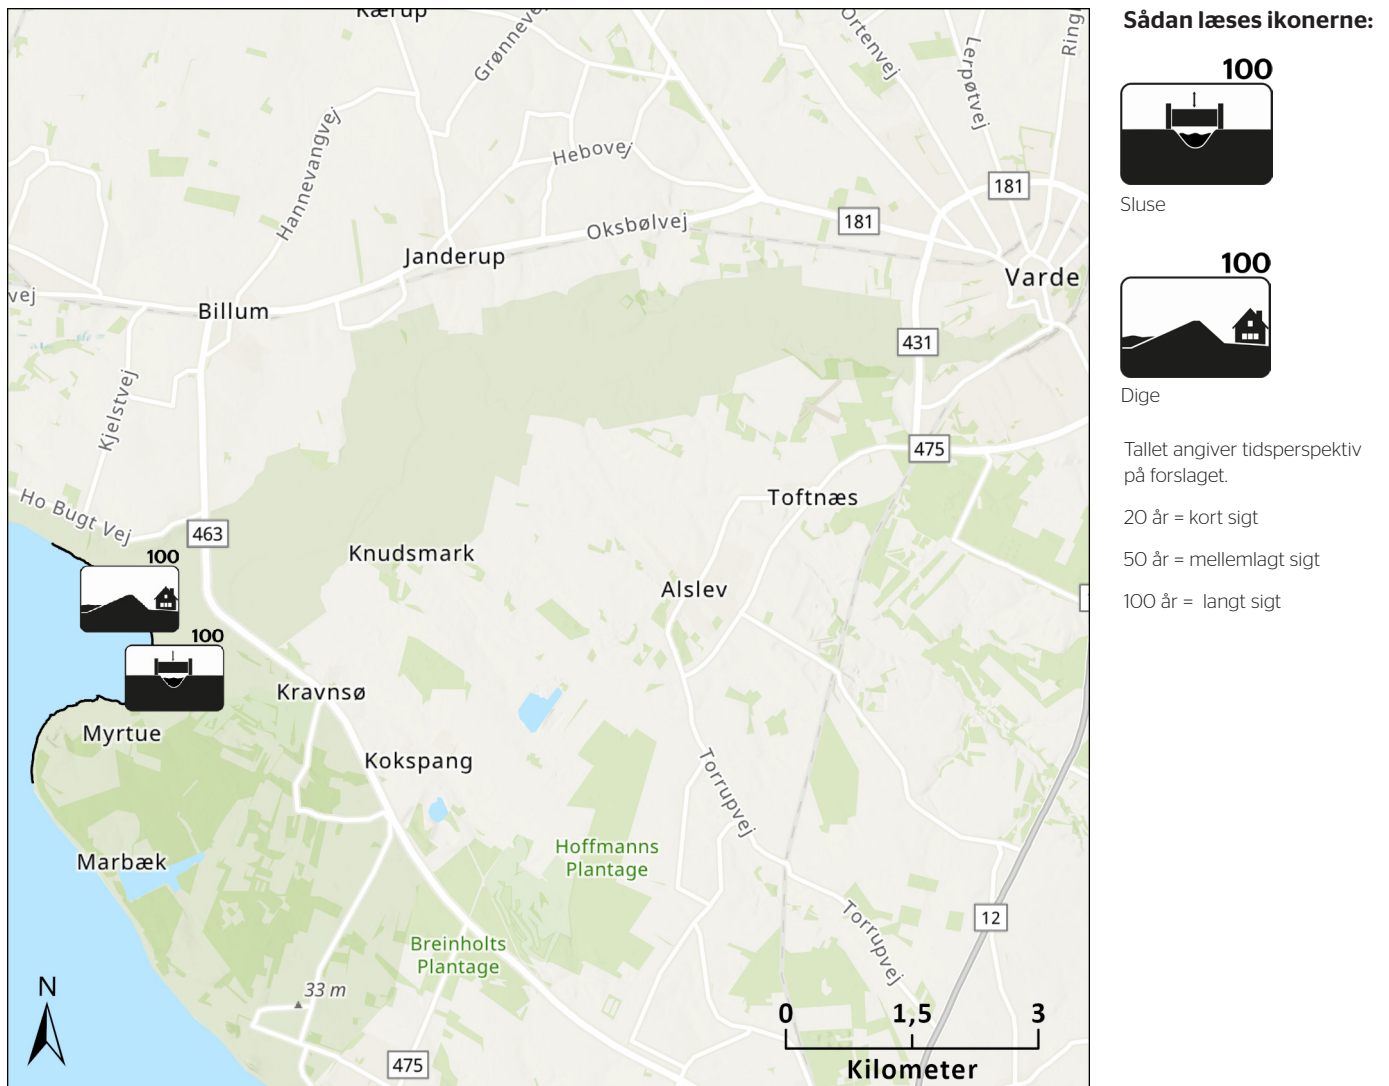 Kærup
Grønnevej
Ortenvej
Lerpøtvej
Ring
Hannevangvej
Hebovej
181
Oksbølvej
181
Janderup
Varde
vej
Billum
431
Kjelstvej
475
Toftnæs
Ho Bugt Vej
463
Knudsmark
100
Alslev
100
Kravnsø
Myrtue
Kokspang
Torrupvej
Hoffmanns
Plantage
Marbæk
Torrupvej
12
Breinholts
Plantage
33 m
N
0 1,5 3
Kilometer
475
Sådan læses ikonerne:
100
Sluse
100
Dige
Tallet angiver tidsperspektiv
på forslaget.
20 år = kort sigt
50 år = mellemlagt sigt
100 år = langt sigt